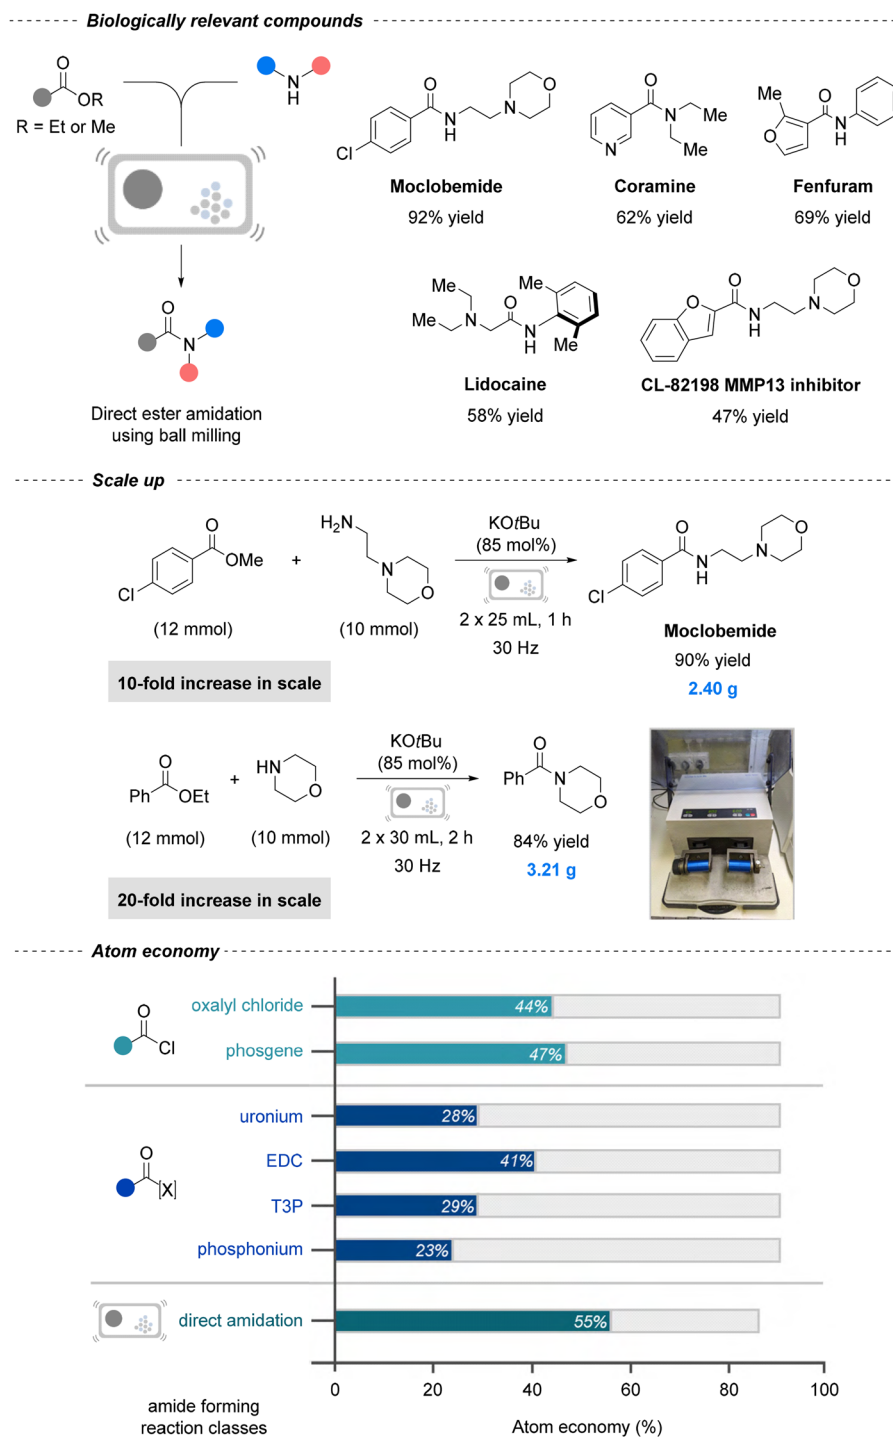 Biologically relevant compounds
O
OR
R = Et or Me
N
H
O
N
Direct ester amidation
using ball milling
O
N
H
N
O
Cl
Moclobemide
92% yield
O
N
Me
Me
N
Coramine
62% yield
Me
O
O
N
H
Fenfuram
69% yield
Me
Me
N
O
N
H
Me
Me
Lidocaine
58% yield
O
O
N
H
N
O
CL-82198 MMP13 inhibitor
47% yield
Scale up
O
OMe
Cl
(12 mmol)
+
H2N
N
O
(10 mmol)
KOtBu
(85 mol%)
2 x 25 mL, 1 h
30 Hz
O
N
H
N
O
Cl
Moclobemide
90% yield
2.40 g
10-fold increase in scale
O
Ph
OEt
(12 mmol)
+
HN
O
(10 mmol)
KOtBu
(85 mol%)
2 x 30 mL, 2 h
30 Hz
O
Ph
N
O
84% yield
3.21 g
20-fold increase in scale
Atom economy
O
Cl
oxalyl chloride
44%
phosgene
47%
O
[X]
uronium
28%
EDC
41%
T3P
29%
phosphonium
23%
direct amidation
55%
0 20 40 60 80 100
amide forming
reaction classes
Atom economy (%)